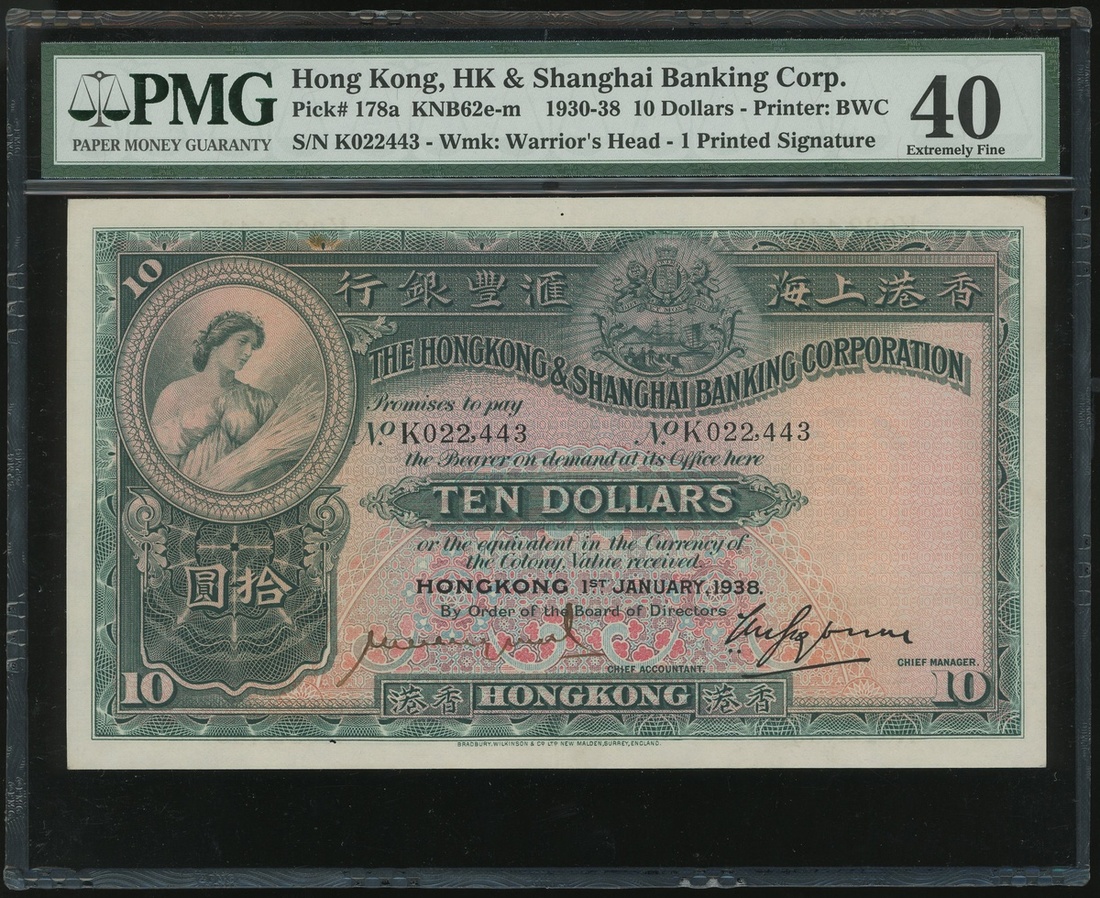 PMG
PAPER MONEY GUARANTY
Hong Kong, HK & Shanghai Banking Corp.
Pick# 178a KNB62e-m 1930-38 10 Dollars - Printer: BWC
S/N K022443 - Wmk: Warrior's Head - 1 Printed Signature
40
Extremely Fine
10
行銀豐滙 海上港香
THE HONGKONG & SHANGHAI BANKING CORPORATION
Promises to pay
No. K022,443 No. K022,443
the Bearer on demand at its Office here
TEN DOLLARS
or the equivalent in the Currency of
the Colony, Value received.
圓拾
HONGKONG 1ST JANUARY, 1938.
By Order of the Board of Directors
CHIEF ACCOUNTANT.
CHIEF MANAGER.
10 港香 HONGKONG 港香 10
BRADBURY, WILKINSON & CO LTD NEW MALDEN, SURREY, ENGLAND.